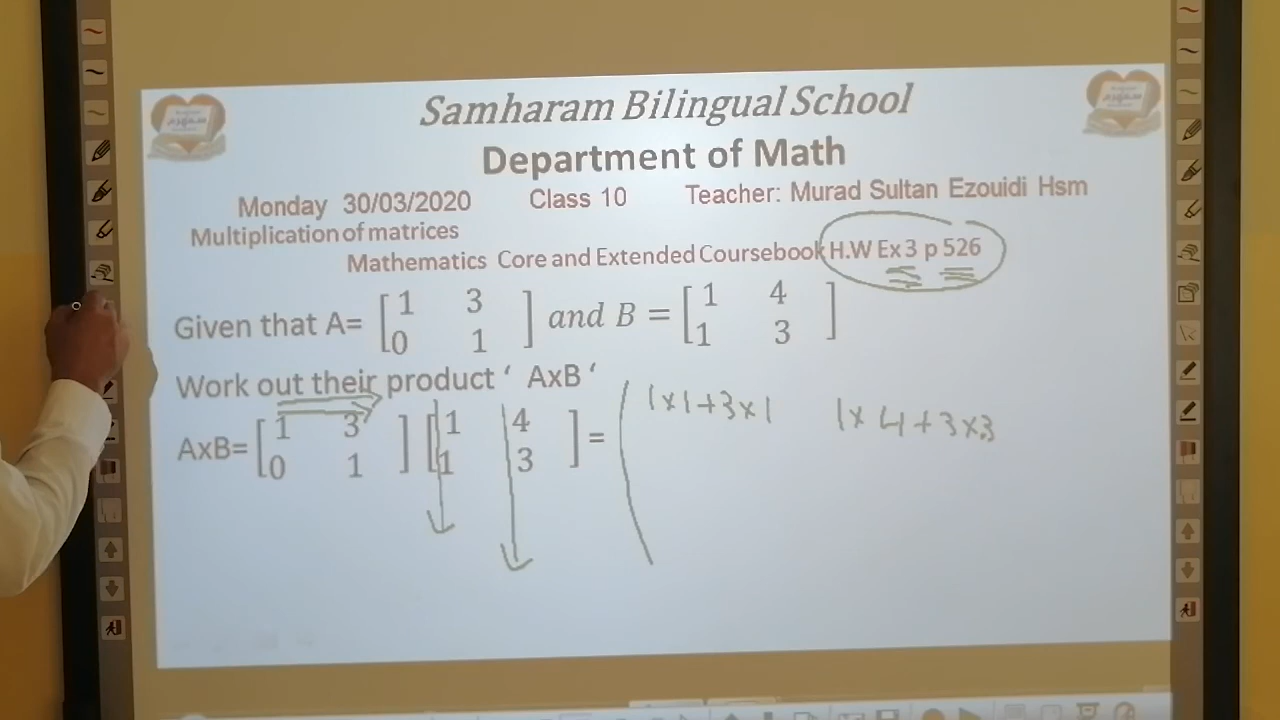 Samharam Bilingual School
Department of Math
Monday 30/03/2020 Class 10 Teacher: Murad Sultan Ezouidi Hsm
Multiplication of matrices
Mathematics Core and Extended Coursebook H.W Ex 3 p 526
Given that A= [1 3 0 1] and B = [1 4 1 3]
Work out their product ‘ AxB ‘
AxB= [1 3 0 1] [1 4 1 3] = ( 1x1+3x1 1x4+3x3